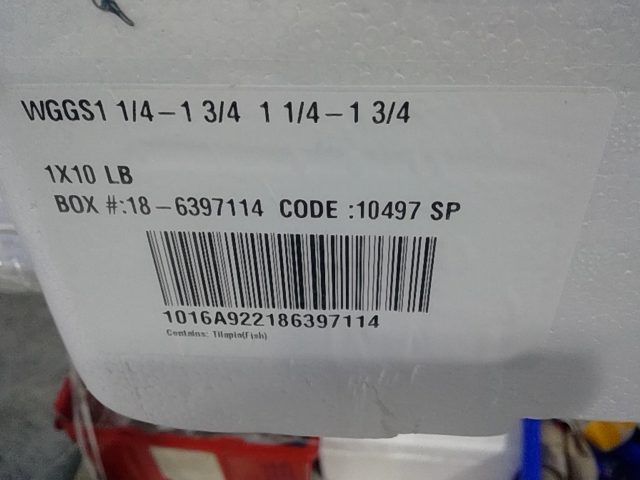 WGGS1 1/4-1 3/4 1 1/4-1 3/4
1X10 LB
BOX #:18-6397114 CODE :10497 SP
1016A922186397114
Contains: Tilapia(Fish)